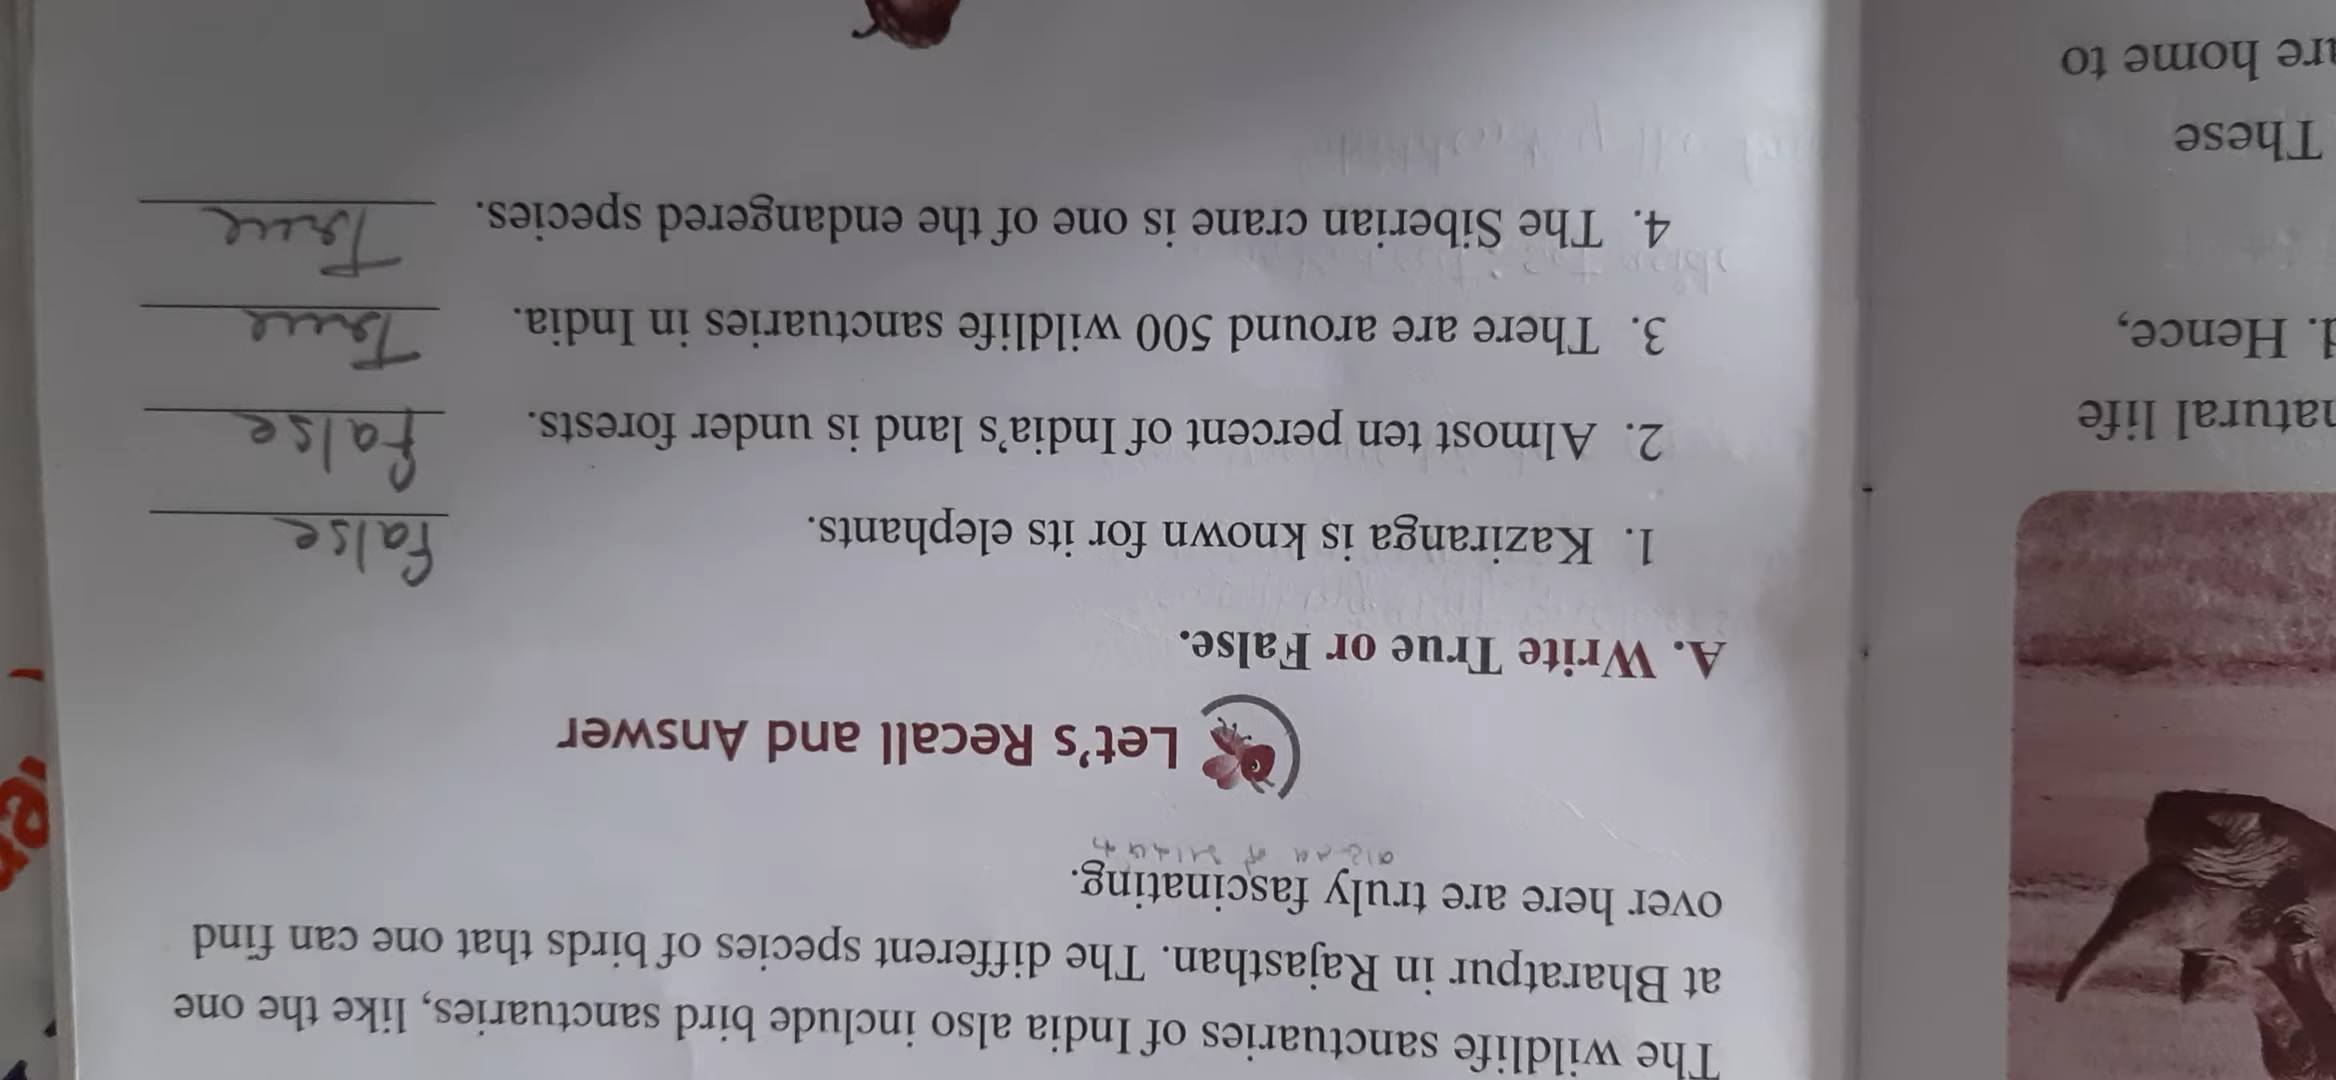 The wildlife sanctuaries of India also include bird sanctuaries, like the one
at Bharatpur in Rajasthan. The different species of birds that one can find
over here are truly fascinating.
Let's Recall and Answer
A. Write True or False.
1. Kaziranga is known for its elephants. False
2. Almost ten percent of India's land is under forests. False
3. There are around 500 wildlife sanctuaries in India. True
4. The Siberian crane is one of the endangered species. True
natural life
d. Hence,
These
are home to